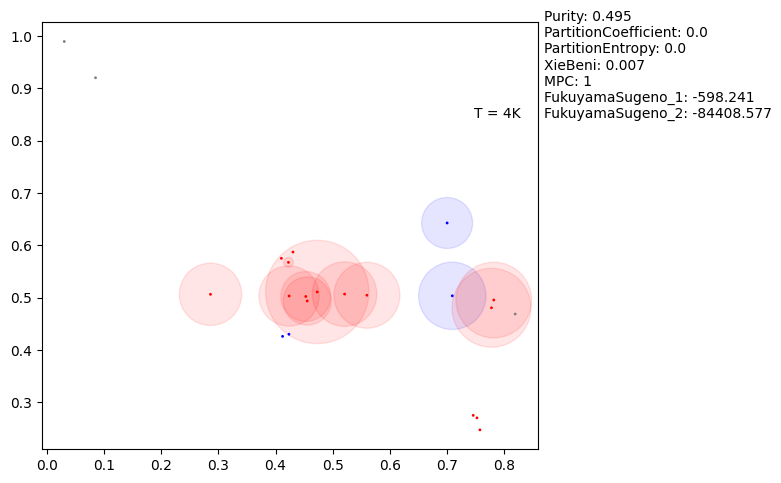 Purity: 0.495
PartitionCoefficient: 0.0
PartitionEntropy: 0.0
XieBeni: 0.007
MPC: 1
FukuyamaSugeno_1: -598.241
FukuyamaSugeno_2: -84408.577
T = 4K
1.0
0.9
0.8
0.7
0.6
0.5
0.4
0.3
0.0 0.1 0.2 0.3 0.4 0.5 0.6 0.7 0.8